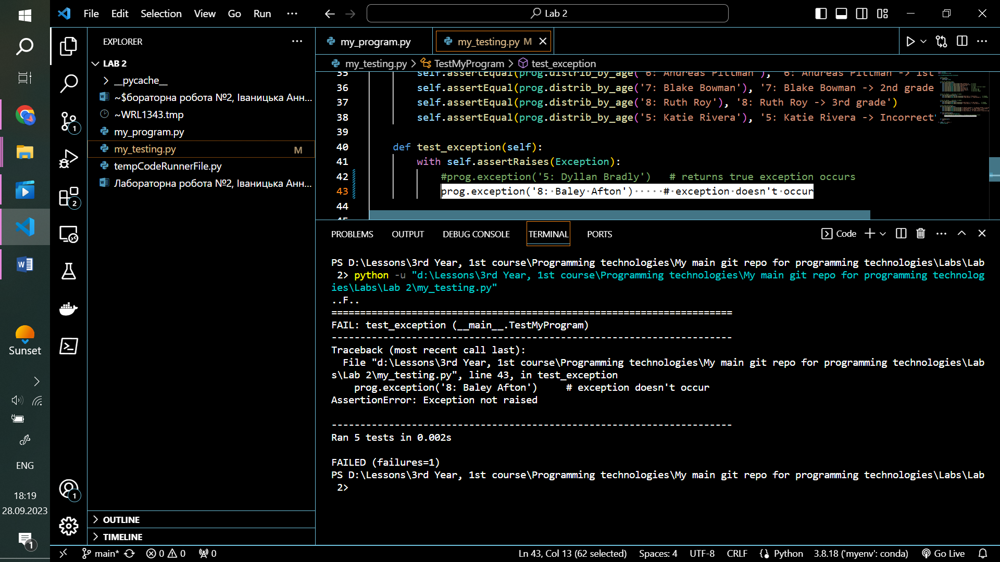 File Edit Selection View Go Run ···
Lab 2
EXPLORER
LAB 2
__pycache__
~$бораторна робота №2, Іваницька Анн...
~WRL1343.tmp
my_program.py
my_testing.py M
tempCodeRunnerFile.py
Лабораторна робота №2, Іваницька Анн...
OUTLINE
TIMELINE
my_program.py
my_testing.py M
my_testing.py > TestMyProgram > test_exception
35 self.assertEqual(prog.distrib_by_age('6: Andreas Pittman'), '6: Andreas Pittman -> 1st
36 self.assertEqual(prog.distrib_by_age('7: Blake Bowman'), '7: Blake Bowman -> 2nd grade
37 self.assertEqual(prog.distrib_by_age('8: Ruth Roy'), '8: Ruth Roy -> 3rd grade')
38 self.assertEqual(prog.distrib_by_age('5: Katie Rivera'), '5: Katie Rivera -> Incorrect'
39
40 def test_exception(self):
41 with self.assertRaises(Exception):
42 #prog.exception('5: Dyllan Bradly') # returns true exception occurs
43 prog.exception('8:·Baley·Afton')·····#·exception·doesn't·occur
44
PROBLEMS OUTPUT DEBUG CONSOLE TERMINAL PORTS
Code
PS D:\Lessons\3rd Year, 1st course\Programming technologies\My main git repo for programming technologies\Labs\Lab
2> python -u "d:\Lessons\3rd Year, 1st course\Programming technologies\My main git repo for programming technolog
ies\Labs\Lab 2\my_testing.py"
..F..
======================================================================
FAIL: test_exception (__main__.TestMyProgram)
----------------------------------------------------------------------
Traceback (most recent call last):
File "d:\Lessons\3rd Year, 1st course\Programming technologies\My main git repo for programming technologies\Lab
s\Lab 2\my_testing.py", line 43, in test_exception
prog.exception('8: Baley Afton') # exception doesn't occur
AssertionError: Exception not raised
----------------------------------------------------------------------
Ran 5 tests in 0.002s
FAILED (failures=1)
PS D:\Lessons\3rd Year, 1st course\Programming technologies\My main git repo for programming technologies\Labs\Lab
2>
1
2
1
Sunset
ENG
18:19
28.09.2023
1
main* 0 0 0
Ln 43, Col 13 (62 selected) Spaces: 4 UTF-8 CRLF Python 3.8.18 ('myenv': conda) Go Live